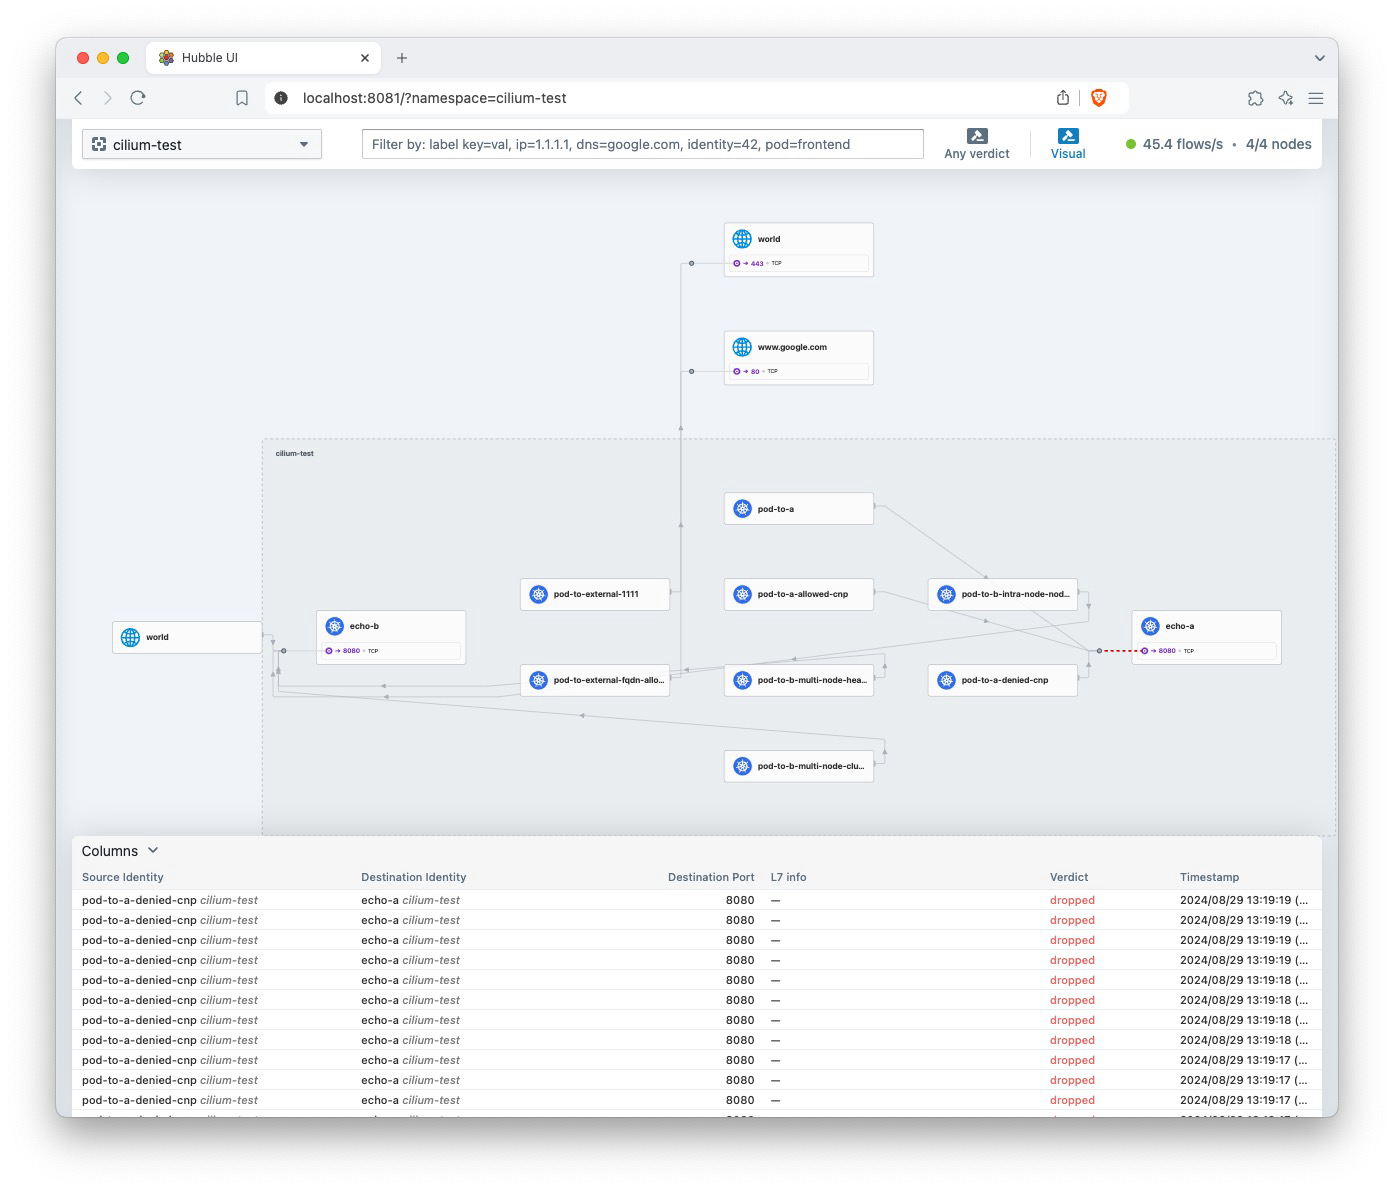 Hubble UI
localhost:8081/?namespace=cilium-test
cilium-test
Filter by: label key=val, ip=1.1.1.1, dns=google.com, identity=42, pod=frontend
Any verdict
Visual
45.4 flows/s • 4/4 nodes
world
→ 443 • TCP
www.google.com
→ 80 • TCP
cilium-test
pod-to-a
pod-to-external-1111
pod-to-a-allowed-cnp
pod-to-b-intra-node-nod...
world
echo-b
→ 8080 • TCP
echo-a
→ 8080 • TCP
pod-to-external-fqdn-allo...
pod-to-b-multi-node-hea...
pod-to-a-denied-cnp
pod-to-b-multi-node-clu...
Columns
Source Identity Destination Identity Destination Port L7 info Verdict Timestamp
pod-to-a-denied-cnp cilium-test echo-a cilium-test 8080 — dropped 2024/08/29 13:19:19 (...
pod-to-a-denied-cnp cilium-test echo-a cilium-test 8080 — dropped 2024/08/29 13:19:19 (...
pod-to-a-denied-cnp cilium-test echo-a cilium-test 8080 — dropped 2024/08/29 13:19:19 (...
pod-to-a-denied-cnp cilium-test echo-a cilium-test 8080 — dropped 2024/08/29 13:19:19 (...
pod-to-a-denied-cnp cilium-test echo-a cilium-test 8080 — dropped 2024/08/29 13:19:18 (...
pod-to-a-denied-cnp cilium-test echo-a cilium-test 8080 — dropped 2024/08/29 13:19:18 (...
pod-to-a-denied-cnp cilium-test echo-a cilium-test 8080 — dropped 2024/08/29 13:19:18 (...
pod-to-a-denied-cnp cilium-test echo-a cilium-test 8080 — dropped 2024/08/29 13:19:18 (...
pod-to-a-denied-cnp cilium-test echo-a cilium-test 8080 — dropped 2024/08/29 13:19:17 (...
pod-to-a-denied-cnp cilium-test echo-a cilium-test 8080 — dropped 2024/08/29 13:19:17 (...
pod-to-a-denied-cnp cilium-test echo-a cilium-test 8080 — dropped 2024/08/29 13:19:17 (...